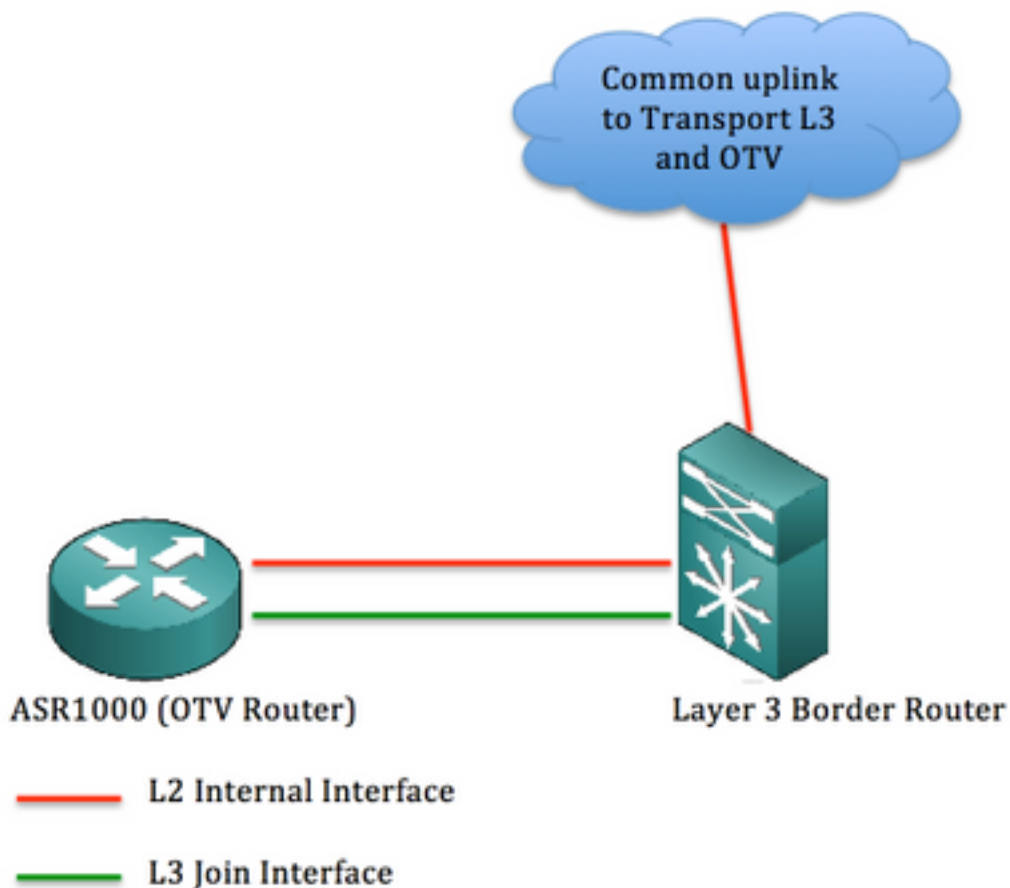 Common uplink
to Transport L3
and OTV
ASR1000 (OTV Router)
Layer 3 Border Router
L2 Internal Interface
L3 Join Interface